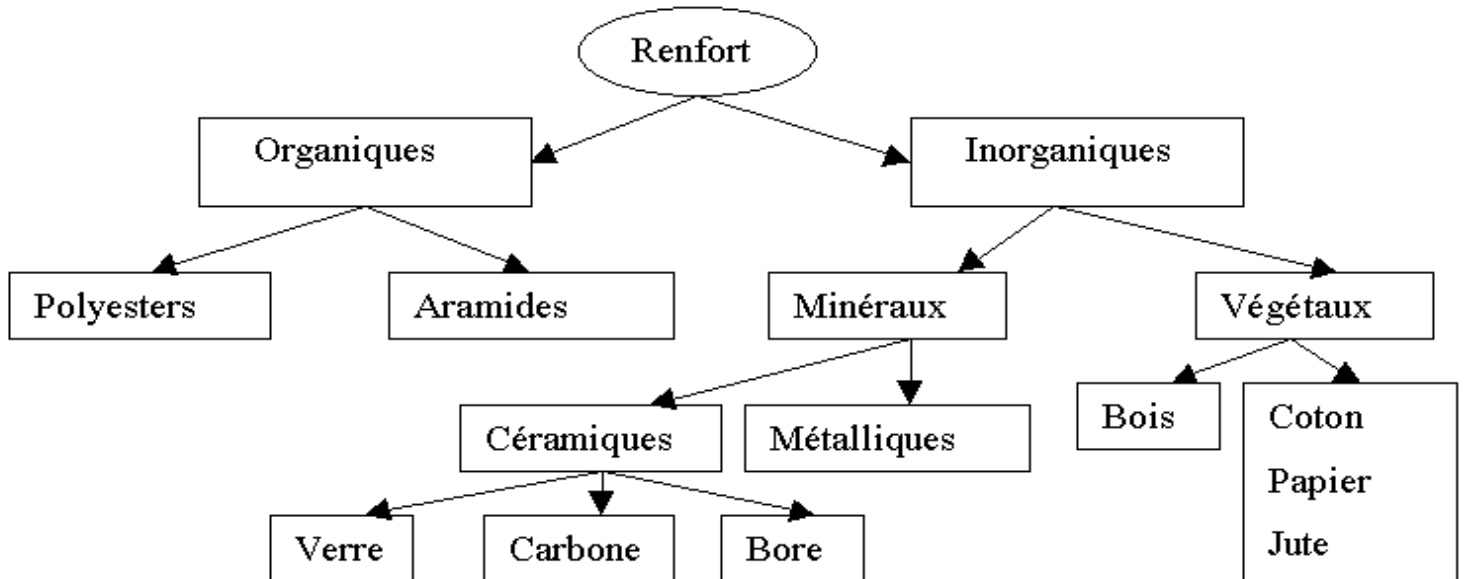 Renfort
Organiques
Inorganiques
Polyesters
Aramides
Minéraux
Végétaux
Céramiques
Métalliques
Bois
Coton
Papier
Jute
Verre
Carbone
Bore